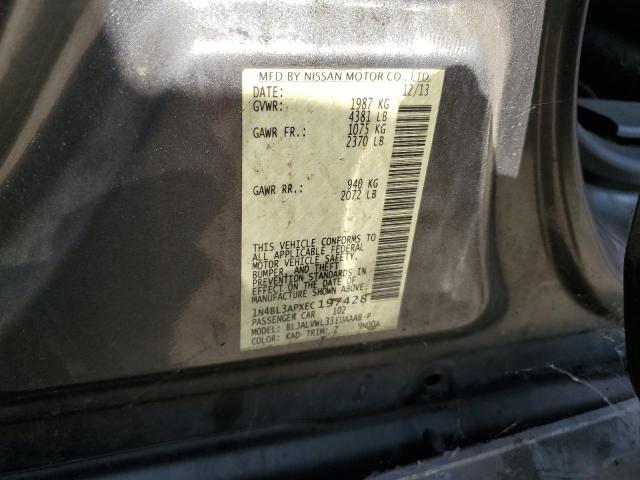 MFD BY NISSAN MOTOR CO., LTD.
DATE: 12/13
GVWR: 1987 KG
4381 LB
GAWR FR.: 1075 KG
2370 LB
GAWR RR.: 940 KG
2072 LB
THIS VEHICLE CONFORMS TO
ALL APPLICABLE FEDERAL
MOTOR VEHICLE SAFETY,
BUMPER, AND THEFT
PREVENTION STANDARDS IN
EFFECT ON THE DATE OF
MANUFACTURE SHOWN ABOVE.
1N4BL3APXEC197428
PASSENGER CAR 102
MODEL: BLJALVWL33EUAAAB-P
COLOR: KAD TRIM: Z 9N00A